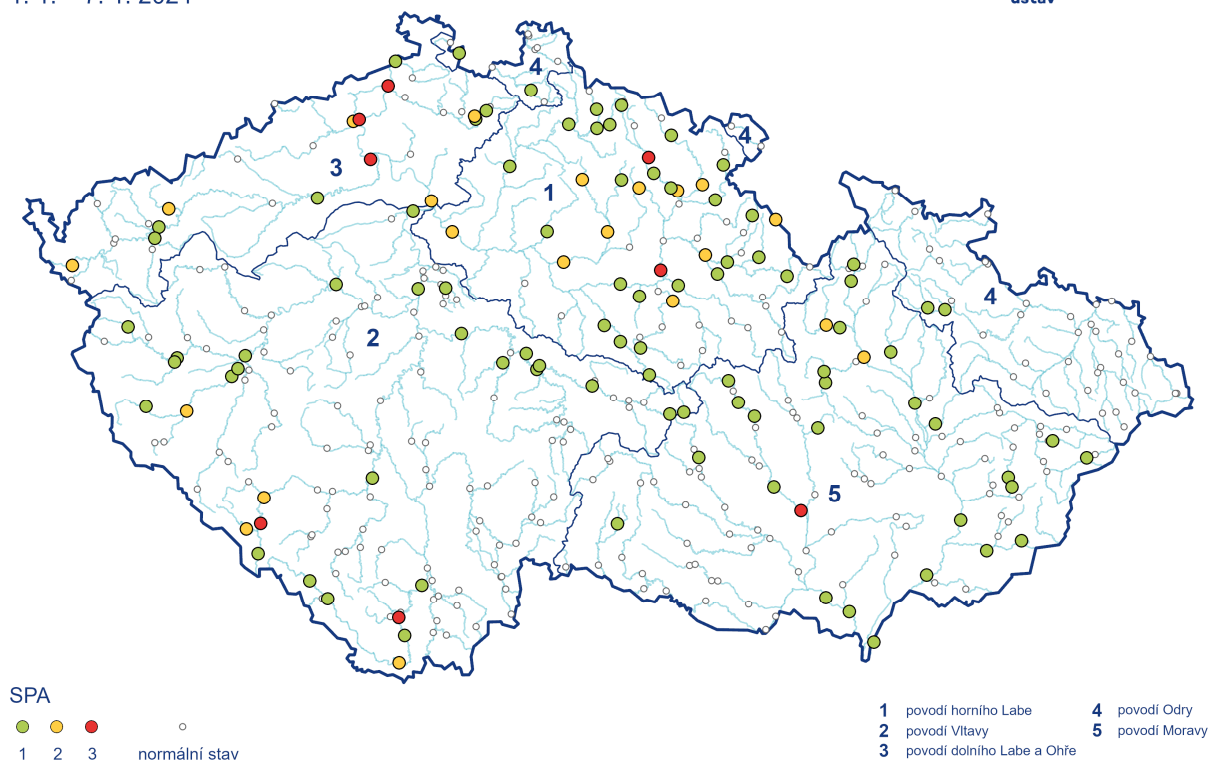 ústav
4
4
3
1
4
2
5
SPA
1 2 3 normální stav
1 povodí horního Labe
2 povodí Vltavy
3 povodí dolního Labe a Ohře
4 povodí Odry
5 povodí Moravy